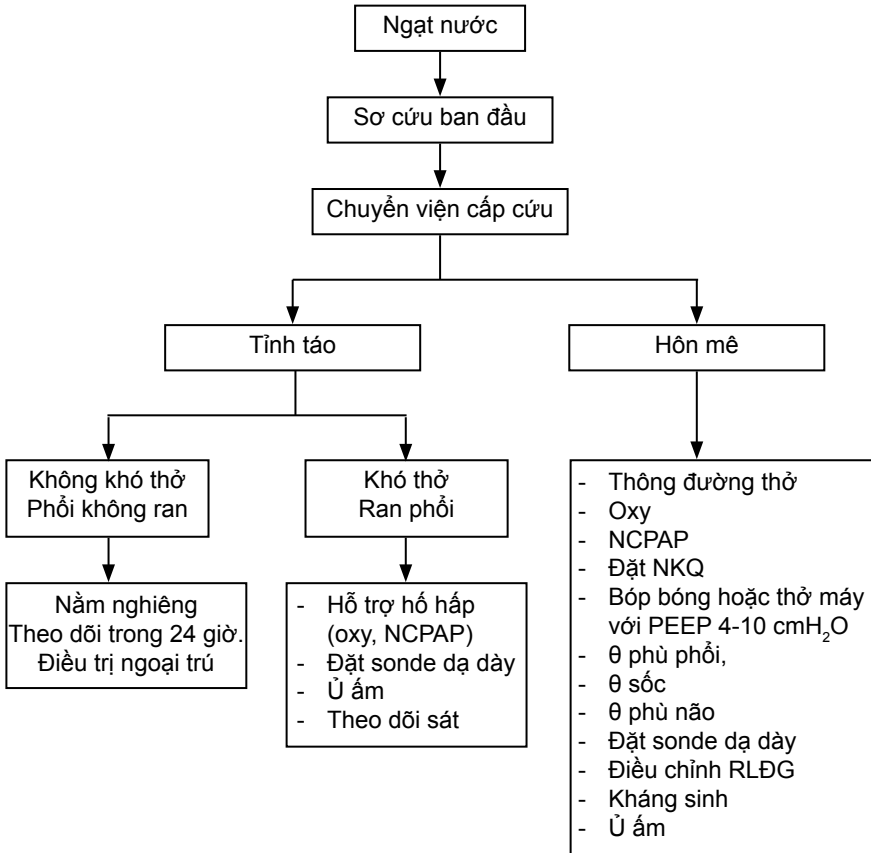 Ngạt nước
Sơ cứu ban đầu
Chuyển viện cấp cứu
Tỉnh táo
Hôn mê
Không khó thở
Phổi không ran
Khó thở
Ran phổi
Nằm nghiêng
Theo dõi trong 24 giờ.
Điều trị ngoại trú
- Hỗ trợ hố hấp
(oxy, NCPAP)
- Đặt sonde dạ dày
- Ủ ấm
- Theo dõi sát
- Thông đường thở
- Oxy
- NCPAP
- Đặt NKQ
- Bóp bóng hoặc thở máy
với PEEP 4-10 cmH₂O
- θ phù phổi,
- θ sốc
- θ phù não
- Đặt sonde dạ dày
- Điều chỉnh RLĐG
- Kháng sinh
- Ủ ấm